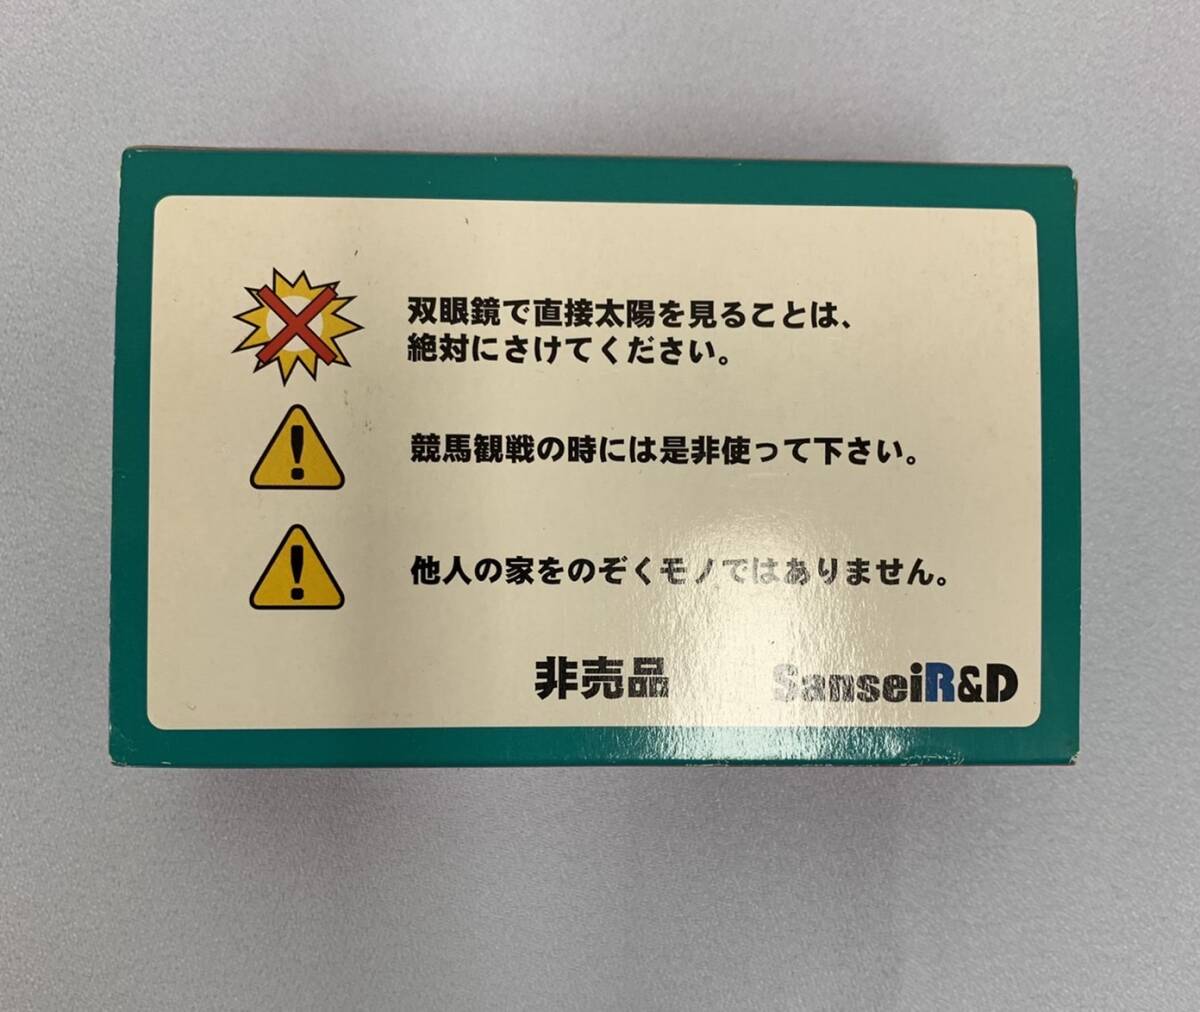 双眼鏡で直接太陽を見ることは、
絶対にさけてください。
競馬観戦の時には是非使って下さい。
他人の家をのぞくモノではありません。
非売品 SanseiR&D